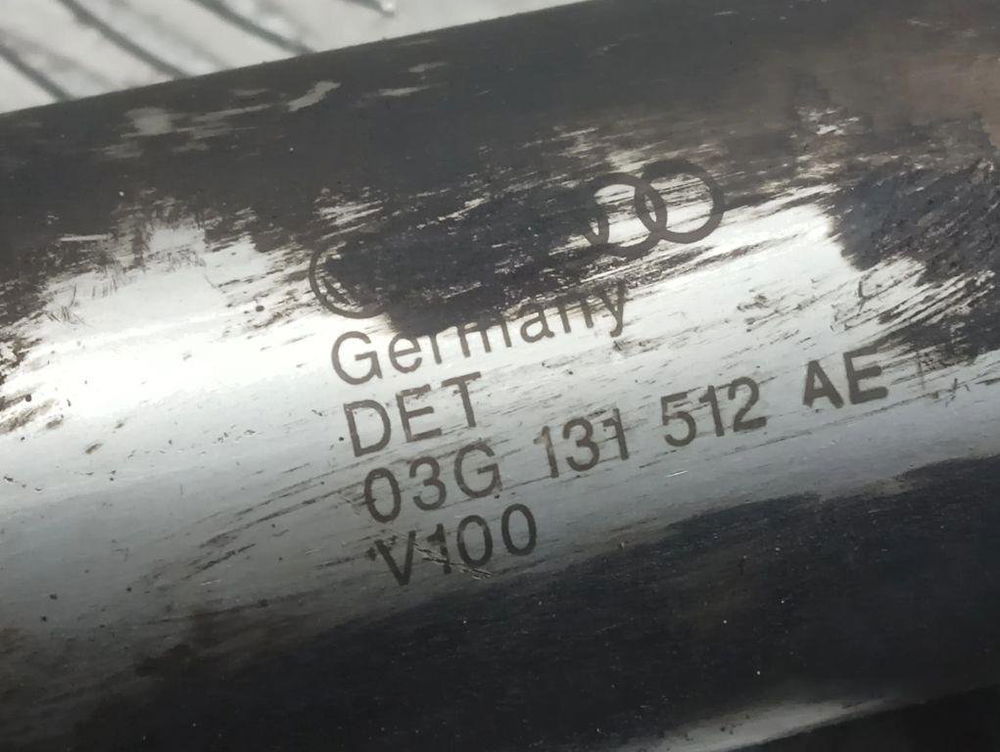 Germany
DET
03G 131 512 AE
V100